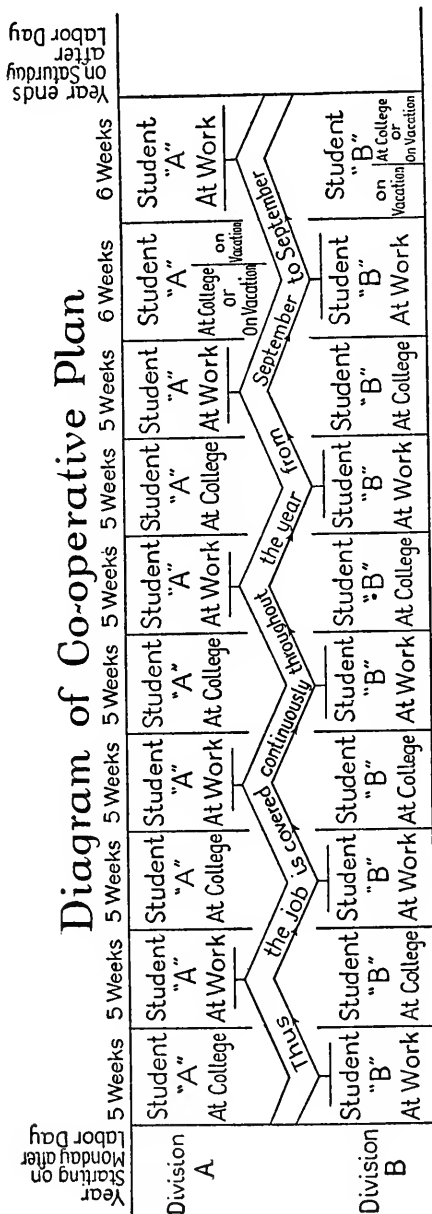 Diagram of Co-operative Plan
Year
Starting on
Monday after
Labor Day
5 Weeks 5 Weeks 5 Weeks 5 Weeks 5 Weeks 5 Weeks 5 Weeks 5 Weeks 6 Weeks 6 Weeks
Year ends
on Saturday
after
Labor Day
Division
A
Student
"A"
At College
Student
"A"
At Work
Student
"A"
At College
Student
"A"
At Work
Student
"A"
At College
Student
"A"
At Work
Student
"A"
At College
Student
"A"
At Work
Student
"A"
At College
or
On Vacation
on
Vacation
Student
"A"
At Work
Thus the job is covered continuously throughout the year from September to September
Division
B
Student
"B"
At Work
Student
"B"
At College
Student
"B"
At Work
Student
"B"
At College
Student
"B"
At Work
Student
"B"
At College
Student
"B"
At Work
Student
"B"
At College
Student
"B"
At Work
Student
"B"
on
Vacation
At College
or
On Vacation